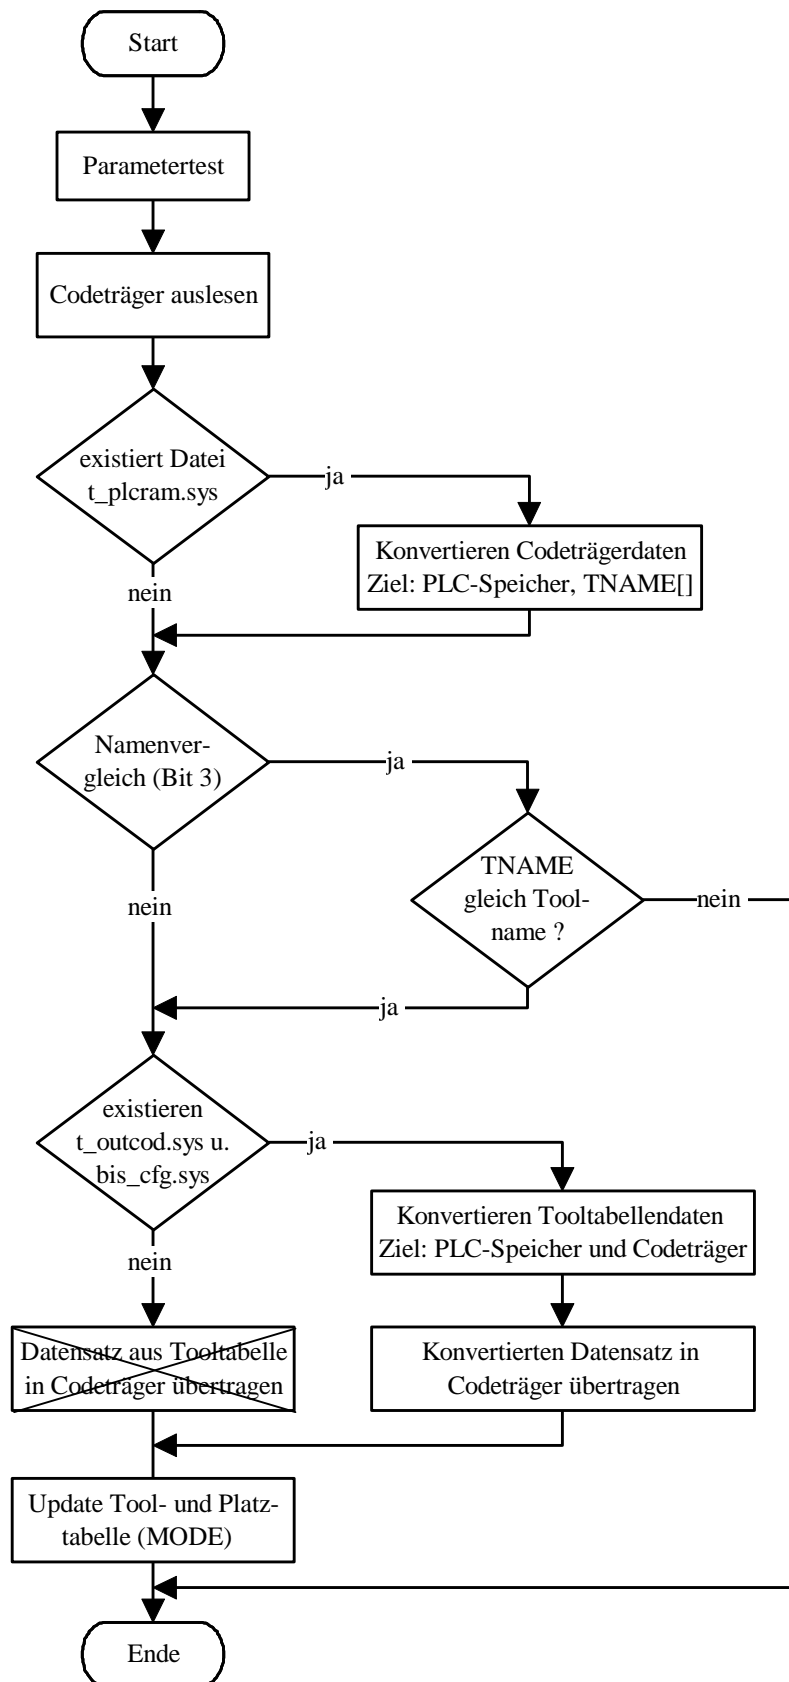 Start
Parametertest
Codeträger auslesen
existiert Datei
t_plcram.sys
ja
Konvertieren Codeträgerdaten
Ziel: PLC-Speicher, TNAME[]
nein
Namenver-
gleich (Bit 3)
ja
TNAME
gleich Tool-
name ?
nein
nein
ja
existieren
t_outcod.sys u.
bis_cfg.sys
ja
Konvertieren Tooltabellendaten
Ziel: PLC-Speicher und Codeträger
nein
Datensatz aus Tooltabelle
in Codeträger übertragen
Konvertierten Datensatz in
Codeträger übertragen
Update Tool- und Platz-
tabelle (MODE)
Ende